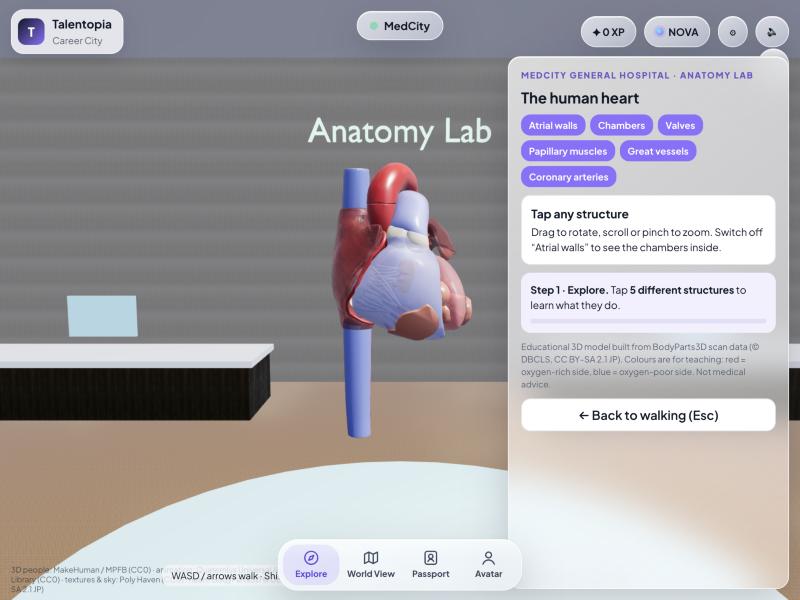 T
Talentopia
Career City
MedCity
✦ 0 XP
NOVA
Anatomy Lab
MEDCITY GENERAL HOSPITAL · ANATOMY LAB
The human heart
Atrial walls
Chambers
Valves
Papillary muscles
Great vessels
Coronary arteries
Tap any structure
Drag to rotate, scroll or pinch to zoom. Switch off
“Atrial walls” to see the chambers inside.
Step 1 · Explore. Tap 5 different structures to
learn what they do.
Educational 3D model built from BodyParts3D scan data (©
DBCLS, CC BY-SA 2.1 JP). Colours are for teaching: red =
oxygen-rich side, blue = oxygen-poor side. Not medical
advice.
← Back to walking (Esc)
3D people: MakeHuman / MPFB (CC0) ·
Library (CC0) · textures & sky: Poly Haven
SA 2.1 JP)
WASD / arrows walk · Shi
Explore
World View
Passport
Avatar